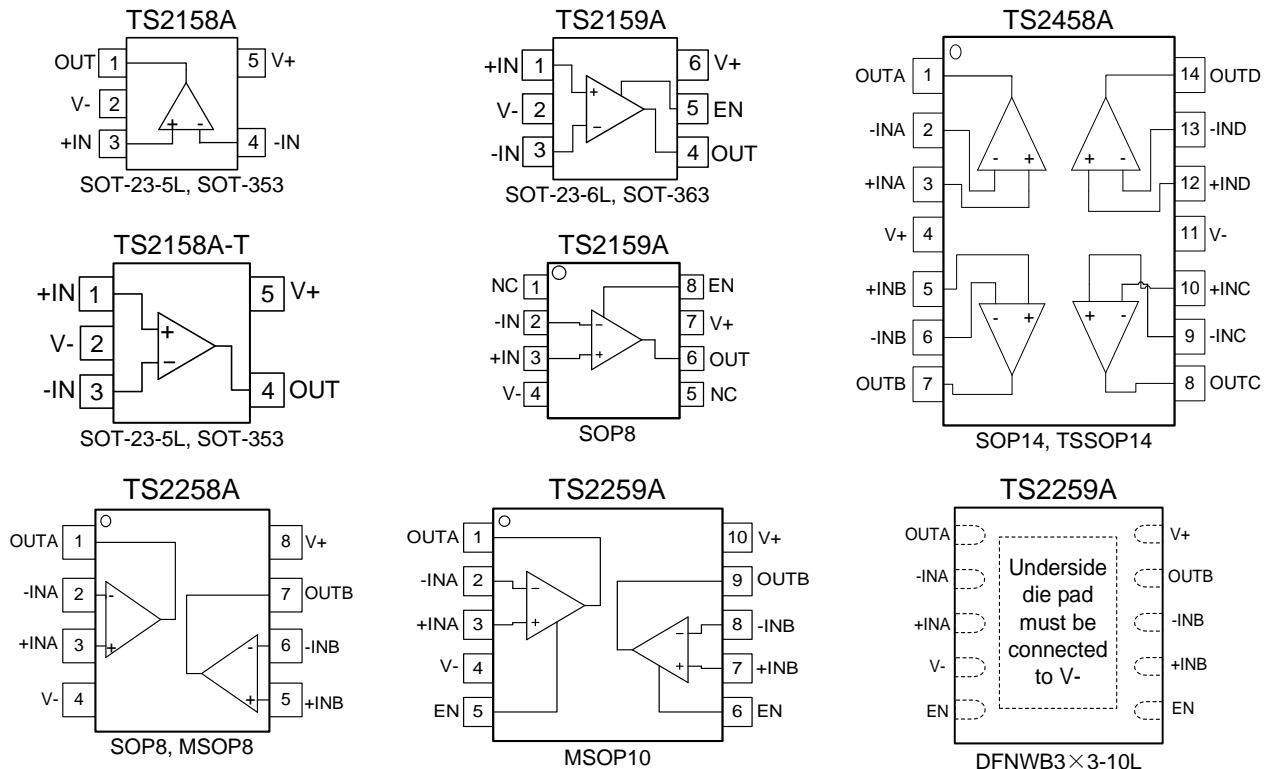 TS2158A
OUT 1 5 V+
V- 2
+IN 3 + - 4 -IN
SOT-23-5L, SOT-353
TS2159A
+IN 1 + 6 V+
V- 2 5 EN
-IN 3 − 4 OUT
SOT-23-6L, SOT-363
TS2458A
OUTA 1 14 OUTD
-INA 2 13 -IND
- + + -
+INA 3 12 +IND
V+ 4 11 V-
+INB 5 10 +INC
- + + -
-INB 6 9 -INC
OUTB 7 8 OUTC
SOP14, TSSOP14
TS2158A-T
+IN 1 + 5 V+
V- 2
-IN 3 − 4 OUT
SOT-23-5L, SOT-353
TS2159A
NC 1 8 EN
-IN 2 − 7 V+
+IN 3 + 6 OUT
V- 4 5 NC
SOP8
TS2258A
OUTA 1 8 V+
-INA 2 - 7 OUTB
+INA 3 + - 6 -INB
V- 4 + 5 +INB
SOP8, MSOP8
TS2259A
OUTA 1 10 V+
-INA 2 − 9 OUTB
+INA 3 + − 8 -INB
V- 4 + 7 +INB
EN 5 6 EN
MSOP10
TS2259A
OUTA V+
-INA OUTB
+INA -INB
V- +INB
EN EN
Underside
die pad
must be
connected
to V-
DFNWB3×3-10L